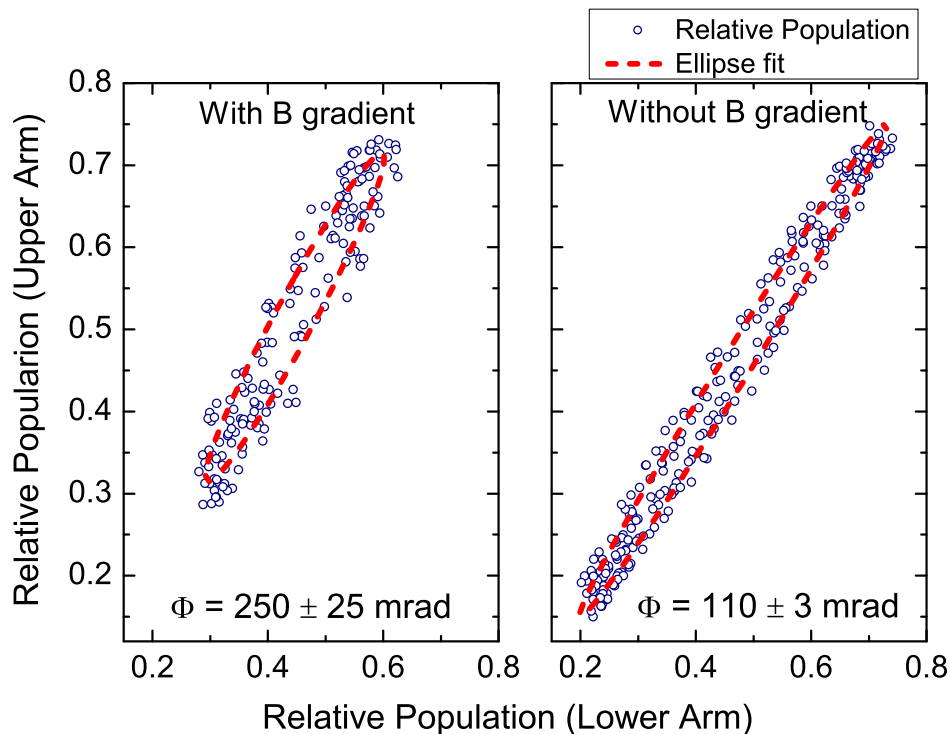 Relative Population
Ellipse fit
With B gradient
Without B gradient
0.8
0.7
0.6
0.5
0.4
0.3
0.2
Relative Popularion (Upper Arm)
Φ = 250 ± 25 mrad
Φ = 110 ± 3 mrad
0.2 0.4 0.6 0.8
0.2 0.4 0.6 0.8
Relative Population (Lower Arm)